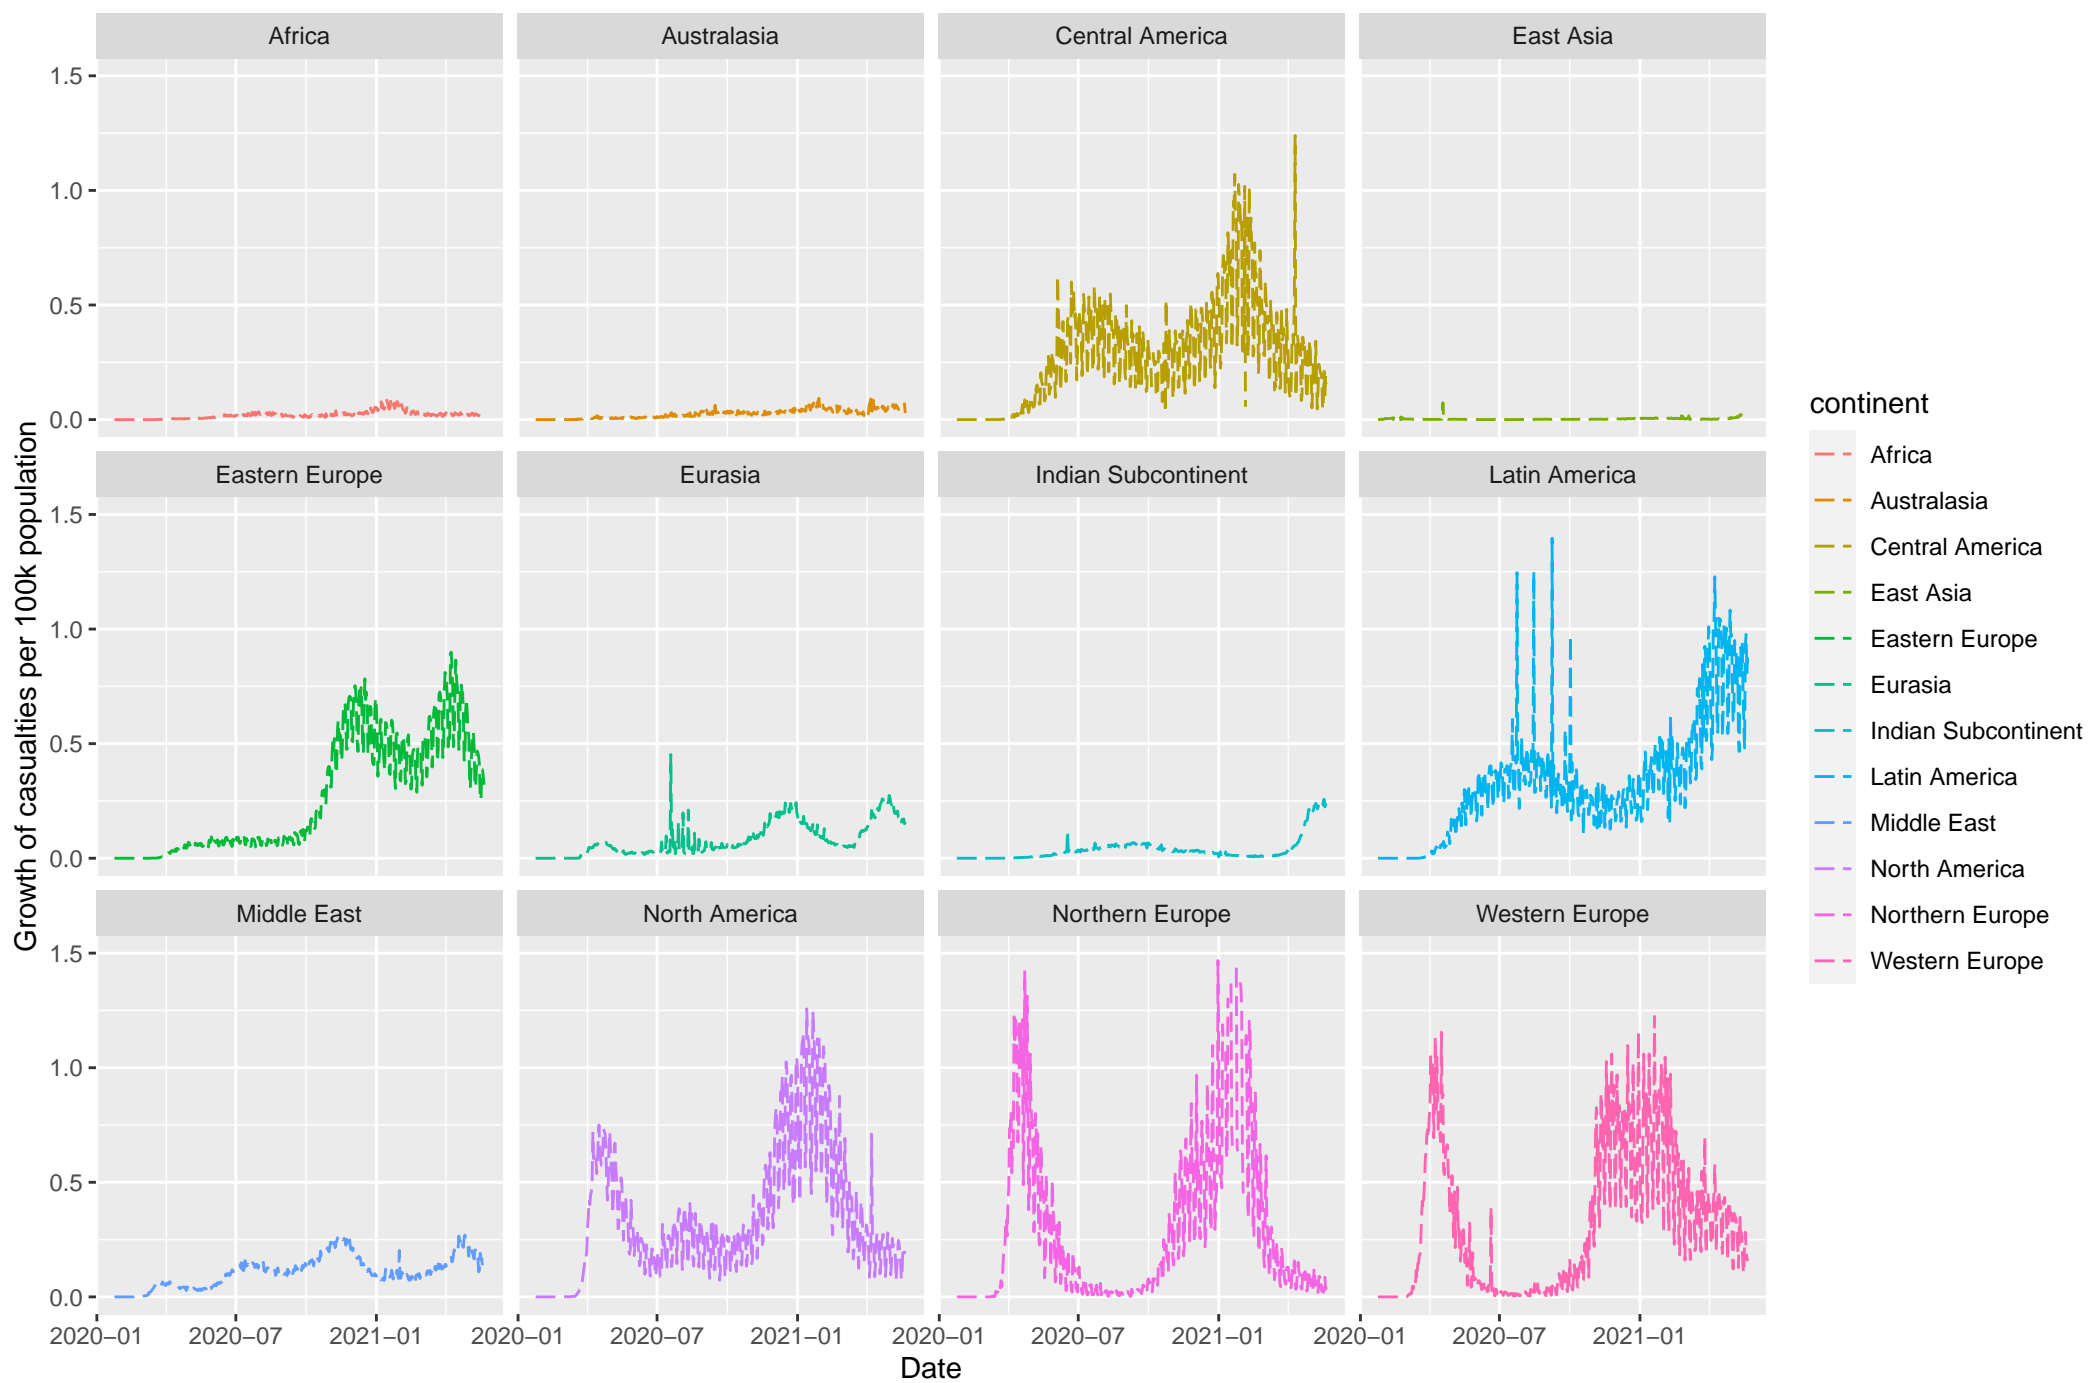 Africa
Australasia
Central America
East Asia
1.5
1.0
0.5
0.0
Eastern Europe
Eurasia
Indian Subcontinent
Latin America
1.5
1.0
0.5
0.0
Middle East
North America
Northern Europe
Western Europe
1.5
1.0
0.5
0.0
2020–01
2020–07
2021–01
2020–01
2020–07
2021–01
2020–01
2020–07
2021–01
2020–01
2020–07
2021–01
Date
Growth of casualties per 100k population
continent
Africa
Australasia
Central America
East Asia
Eastern Europe
Eurasia
Indian Subcontinent
Latin America
Middle East
North America
Northern Europe
Western Europe